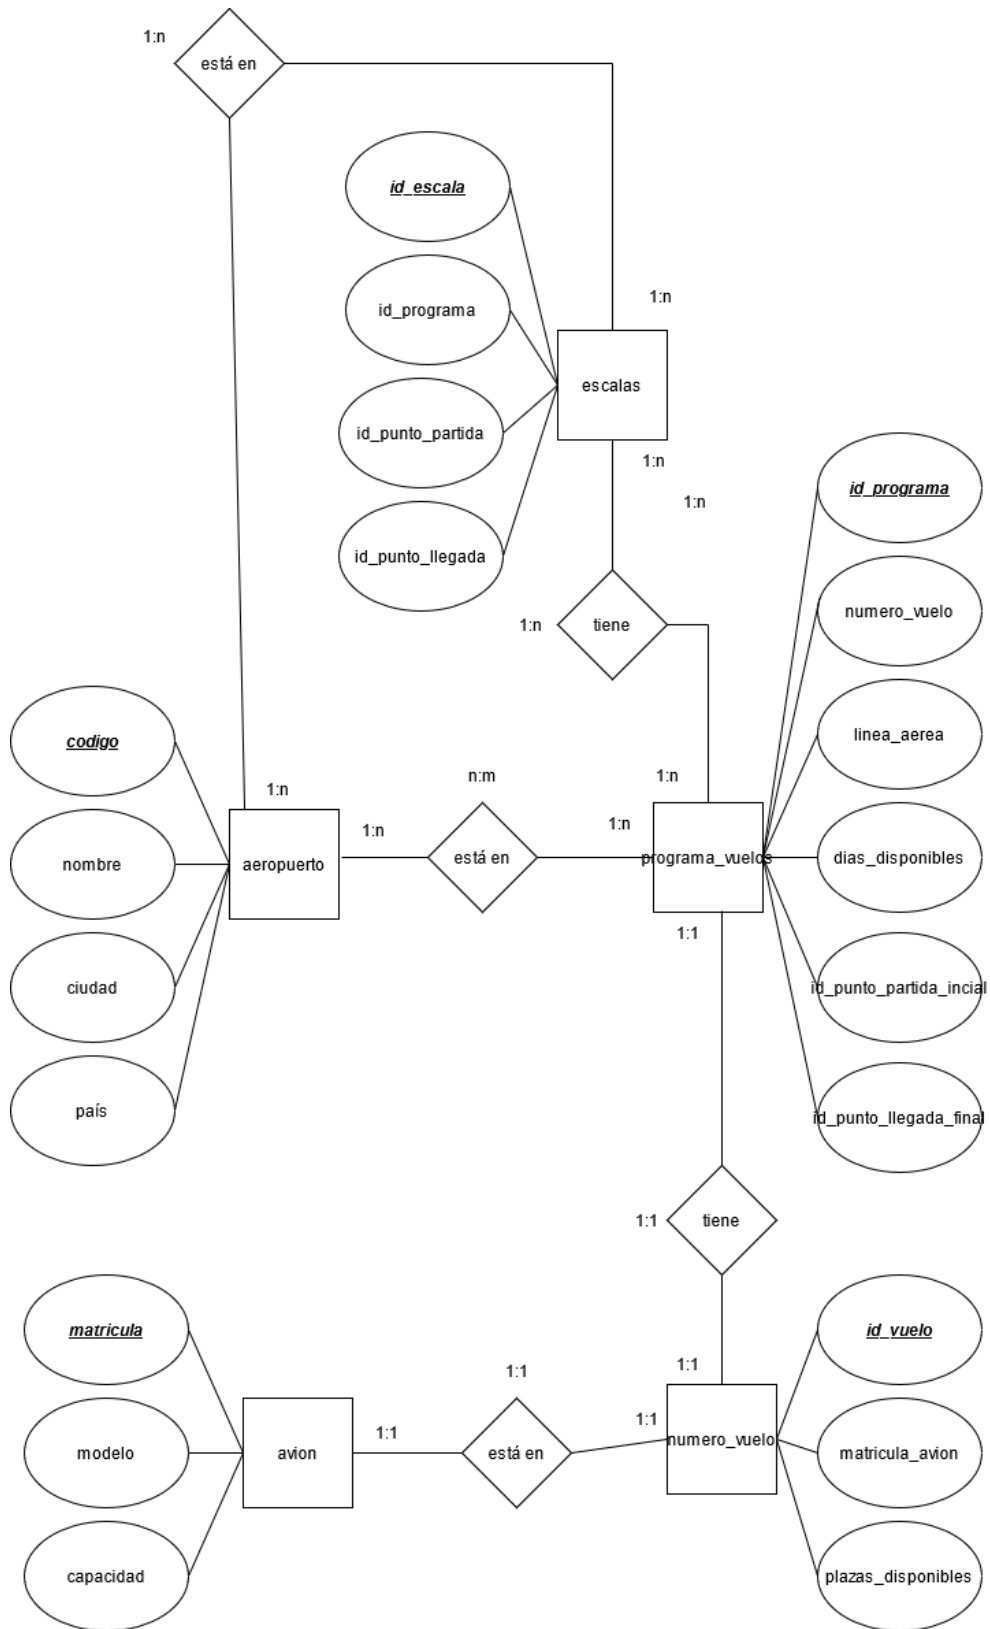 1:n
está en
id_escala
id_programa
1:n
id_punto_partida
escalas
1:n
1:n
id_punto_llegada
id_programa
1:n
tiene
numero_vuelo
codigo
linea_aerea
1:n
n:m
1:n
1:n
1:n
nombre
aeropuerto
está en
programa_vuelos
dias_disponibles
1:1
ciudad
id_punto_partida_incial
país
id_punto_llegada_final
1:1
tiene
matricula
1:1
1:1
id_vuelo
1:1
1:1
modelo
avion
está en
numero_vuelo
matricula_avion
capacidad
plazas_disponibles